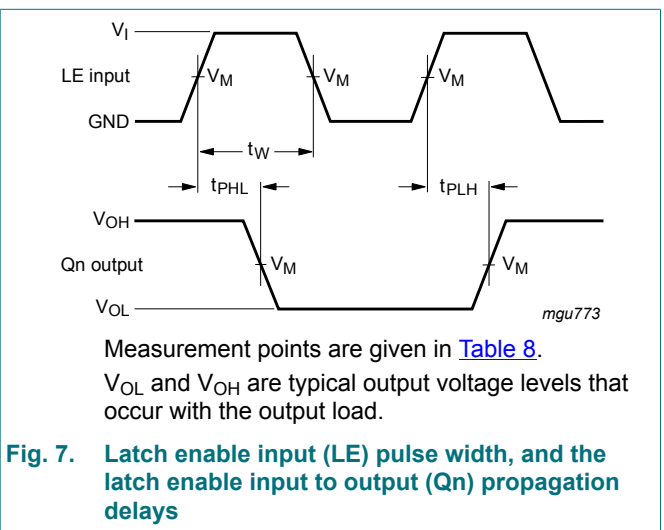 VI
LE input
VM
VM
VM
GND
tW
tPHL
tPLH
VOH
Qn output
VM
VM
VOL
mgu773
Measurement points are given in Table 8.
VOL and VOH are typical output voltage levels that
occur with the output load.
Fig. 7. Latch enable input (LE) pulse width, and the
latch enable input to output (Qn) propagation
delays